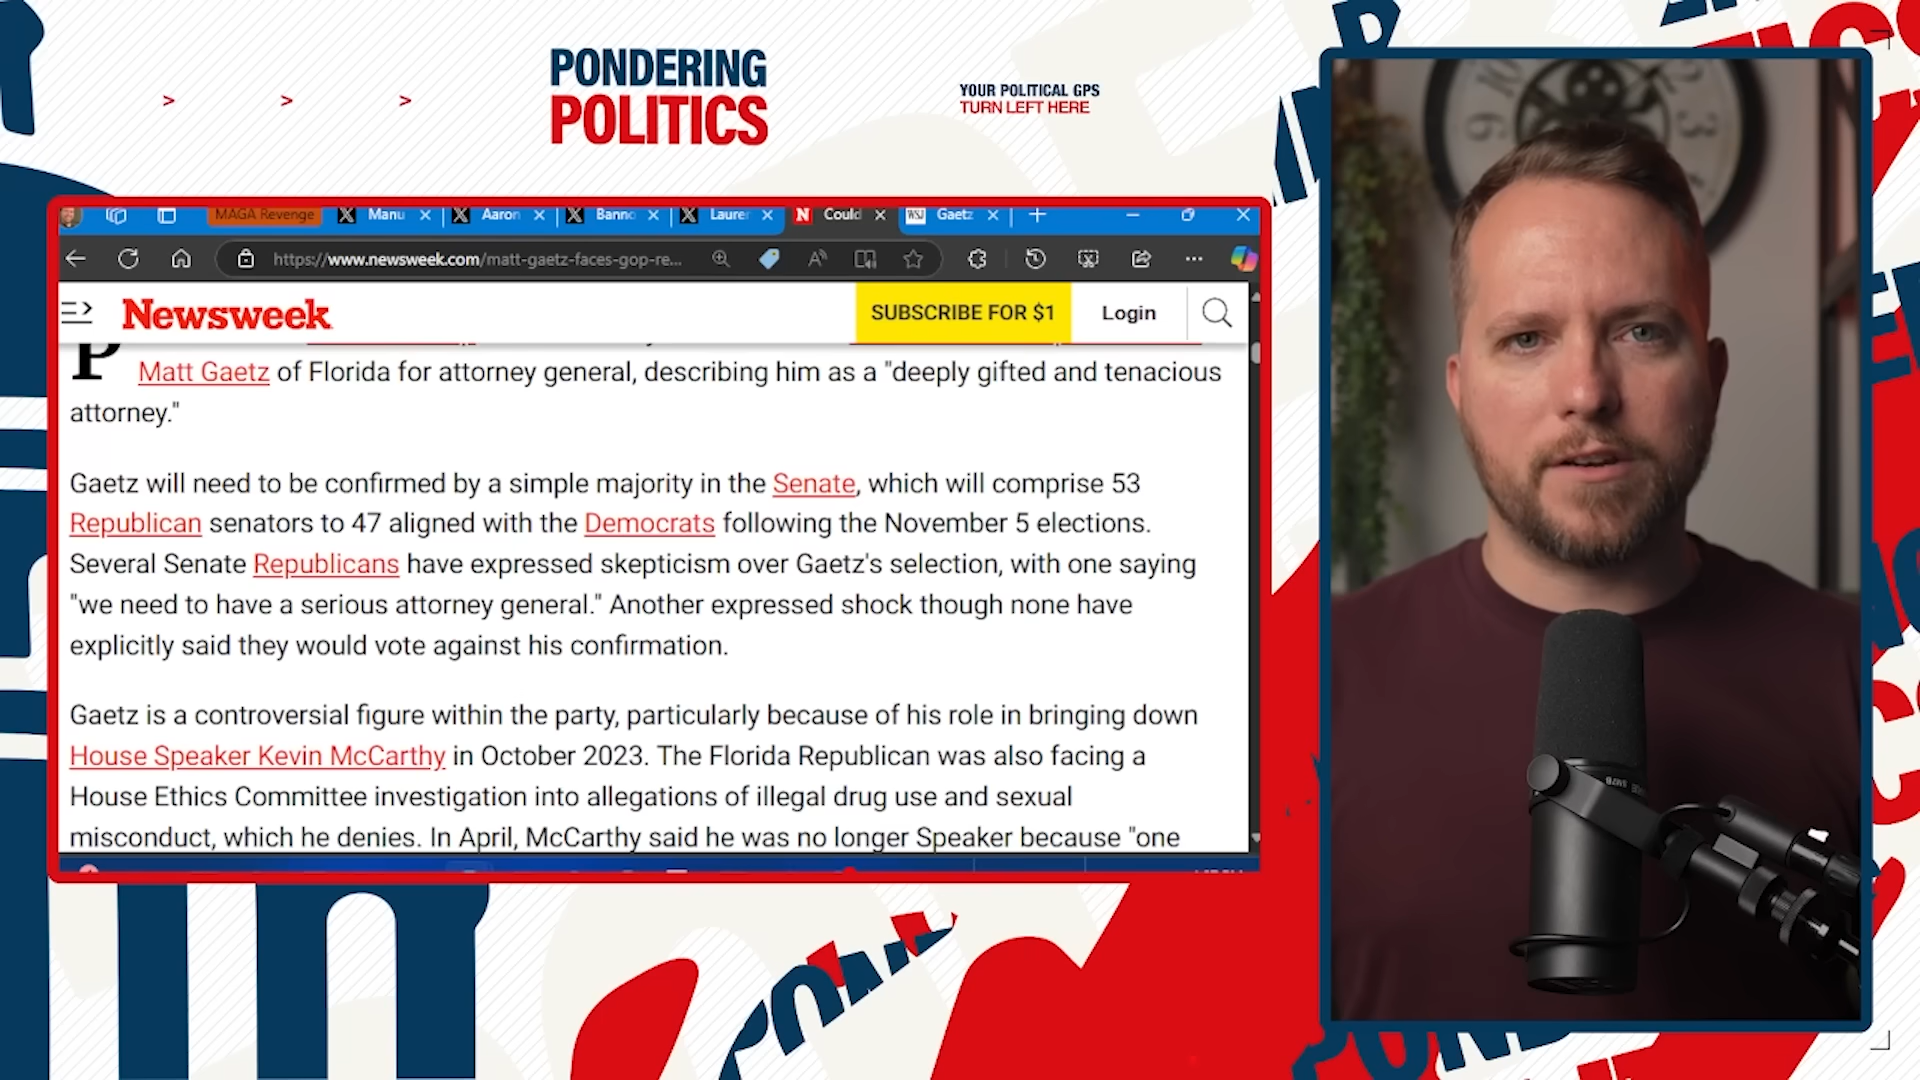 PONDERING
POLITICS
YOUR POLITICAL GPS
TURN LEFT HERE
MAGA Revenge
Manu
Aaron
Banno
Laurer
Could
WSJ Gaetz
https://www.newsweek.com/matt-gaetz-faces-gop-re...
Newsweek
SUBSCRIBE FOR $1
Login
Matt Gaetz of Florida for attorney general, describing him as a "deeply gifted and tenacious
attorney."
Gaetz will need to be confirmed by a simple majority in the Senate, which will comprise 53
Republican senators to 47 aligned with the Democrats following the November 5 elections.
Several Senate Republicans have expressed skepticism over Gaetz's selection, with one saying
"we need to have a serious attorney general." Another expressed shock though none have
explicitly said they would vote against his confirmation.
Gaetz is a controversial figure within the party, particularly because of his role in bringing down
House Speaker Kevin McCarthy in October 2023. The Florida Republican was also facing a
House Ethics Committee investigation into allegations of illegal drug use and sexual
misconduct, which he denies. In April, McCarthy said he was no longer Speaker because "one